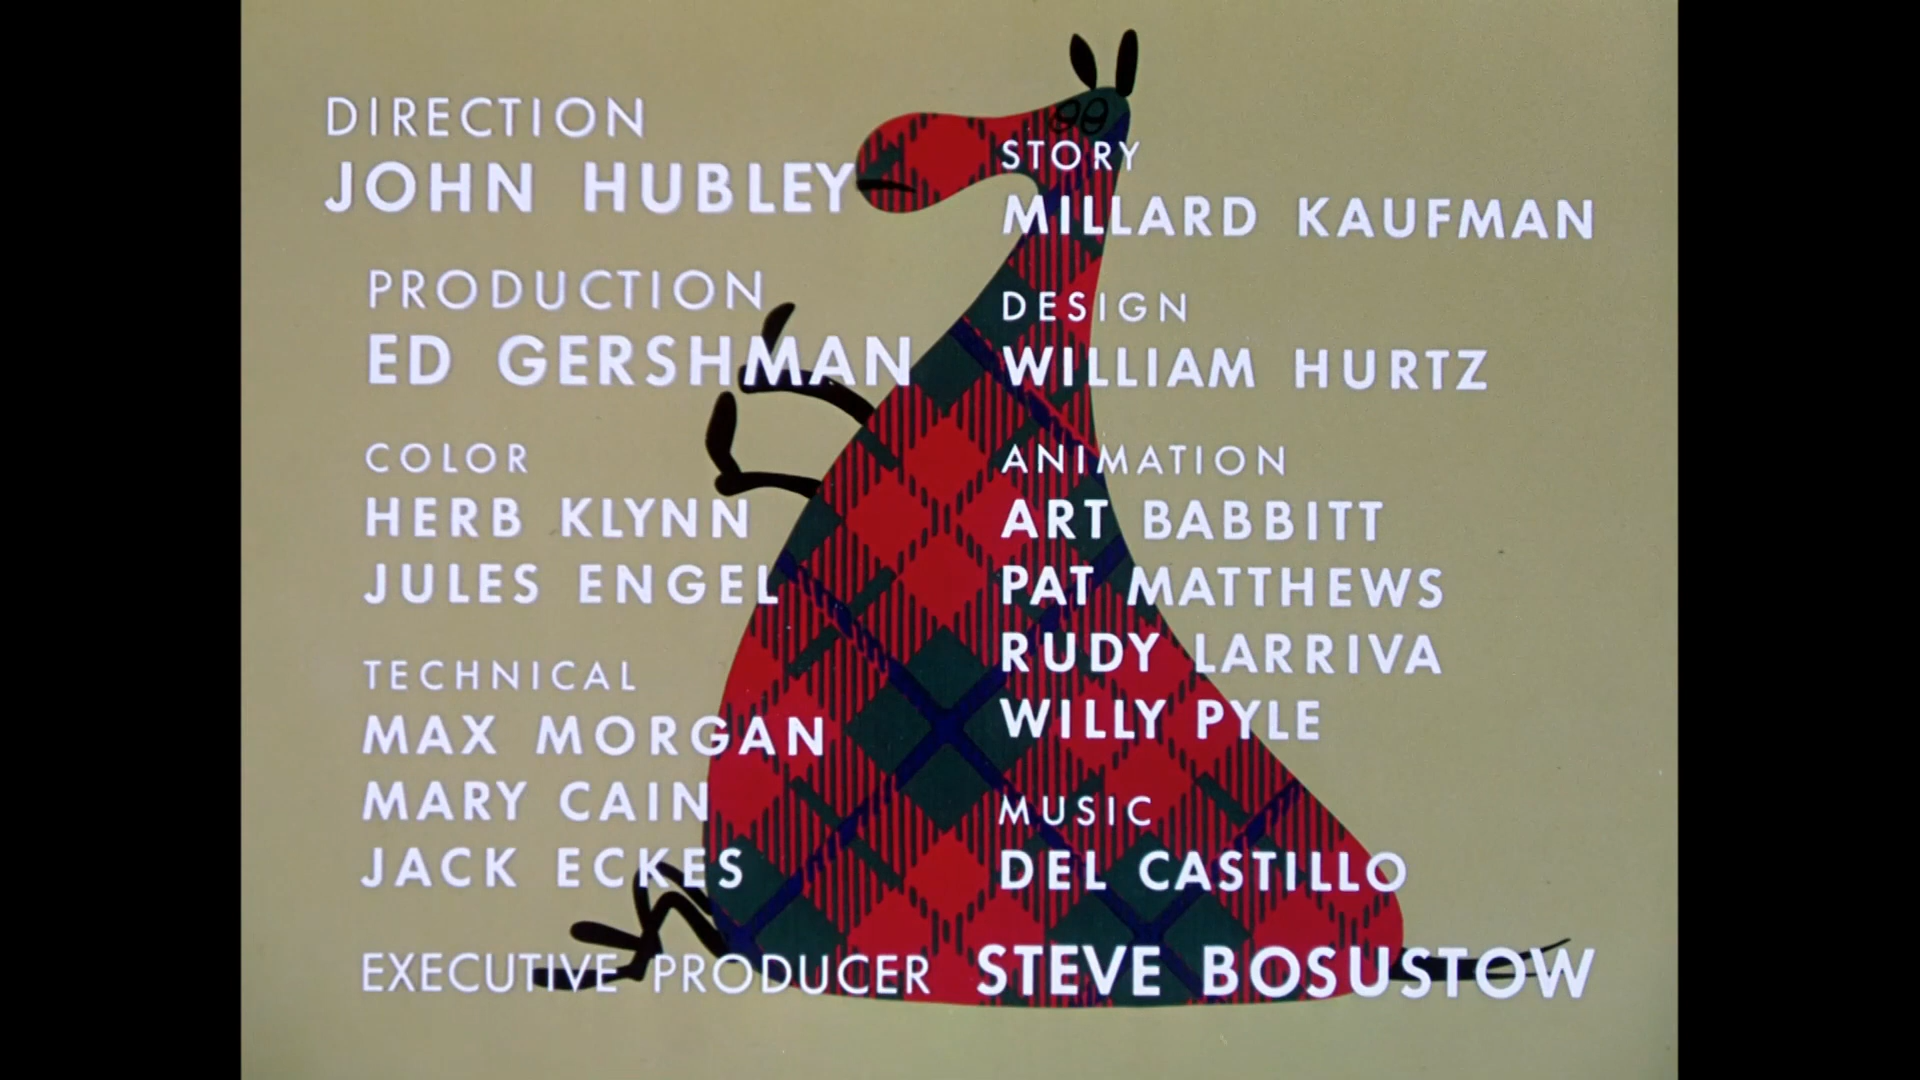 DIRECTION
JOHN HUBLEY
PRODUCTION
ED GERSHMAN
COLOR
HERB KLYNN
JULES ENGEL
TECHNICAL
MAX MORGAN
MARY CAIN
JACK ECKES
STORY
MILLARD KAUFMAN
DESIGN
WILLIAM HURTZ
ANIMATION
ART BABBITT
PAT MATTHEWS
RUDY LARRIVA
WILLY PYLE
MUSIC
DEL CASTILLO
EXECUTIVE PRODUCER STEVE BOSUSTOW